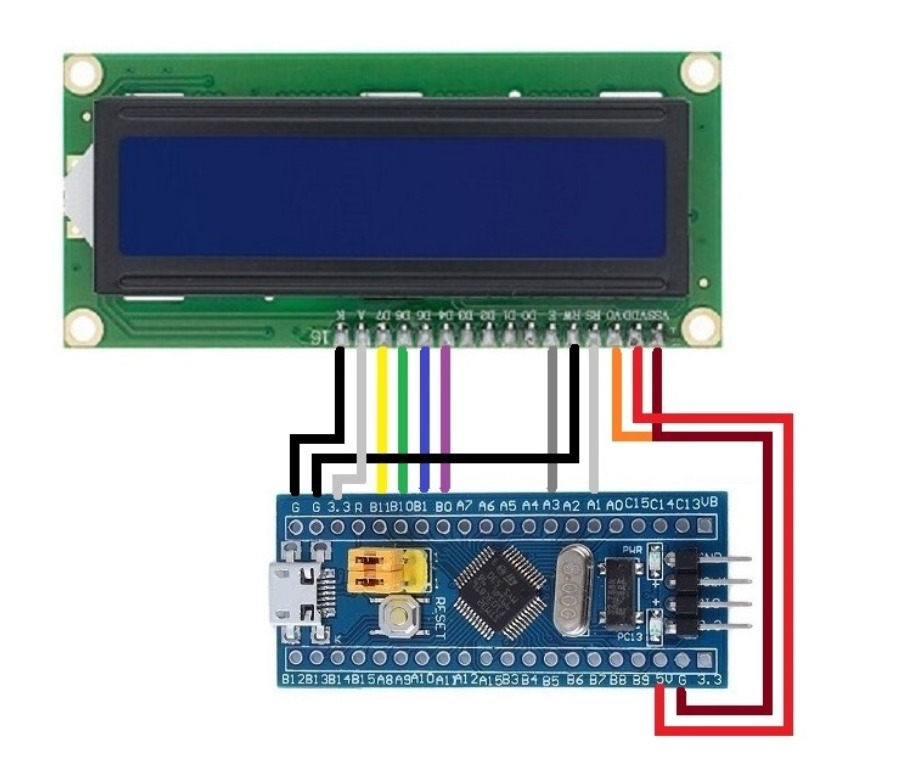 16 K A D7 D6 D6 D4 D3 D2 D1 D0 E RW RS VO VDD VSS
G G 3.3 R B11 B10 B1 B0 A7 A6 A5 A4 A3 A2 A1 A0 C15 C14 C13 VB
PWR
RESET
PC13
K
B12 B13 B14 B15 A8 A9 A10 A11 A12 A15 B3 B4 B5 B6 B7 B8 B9 5V G 3.3